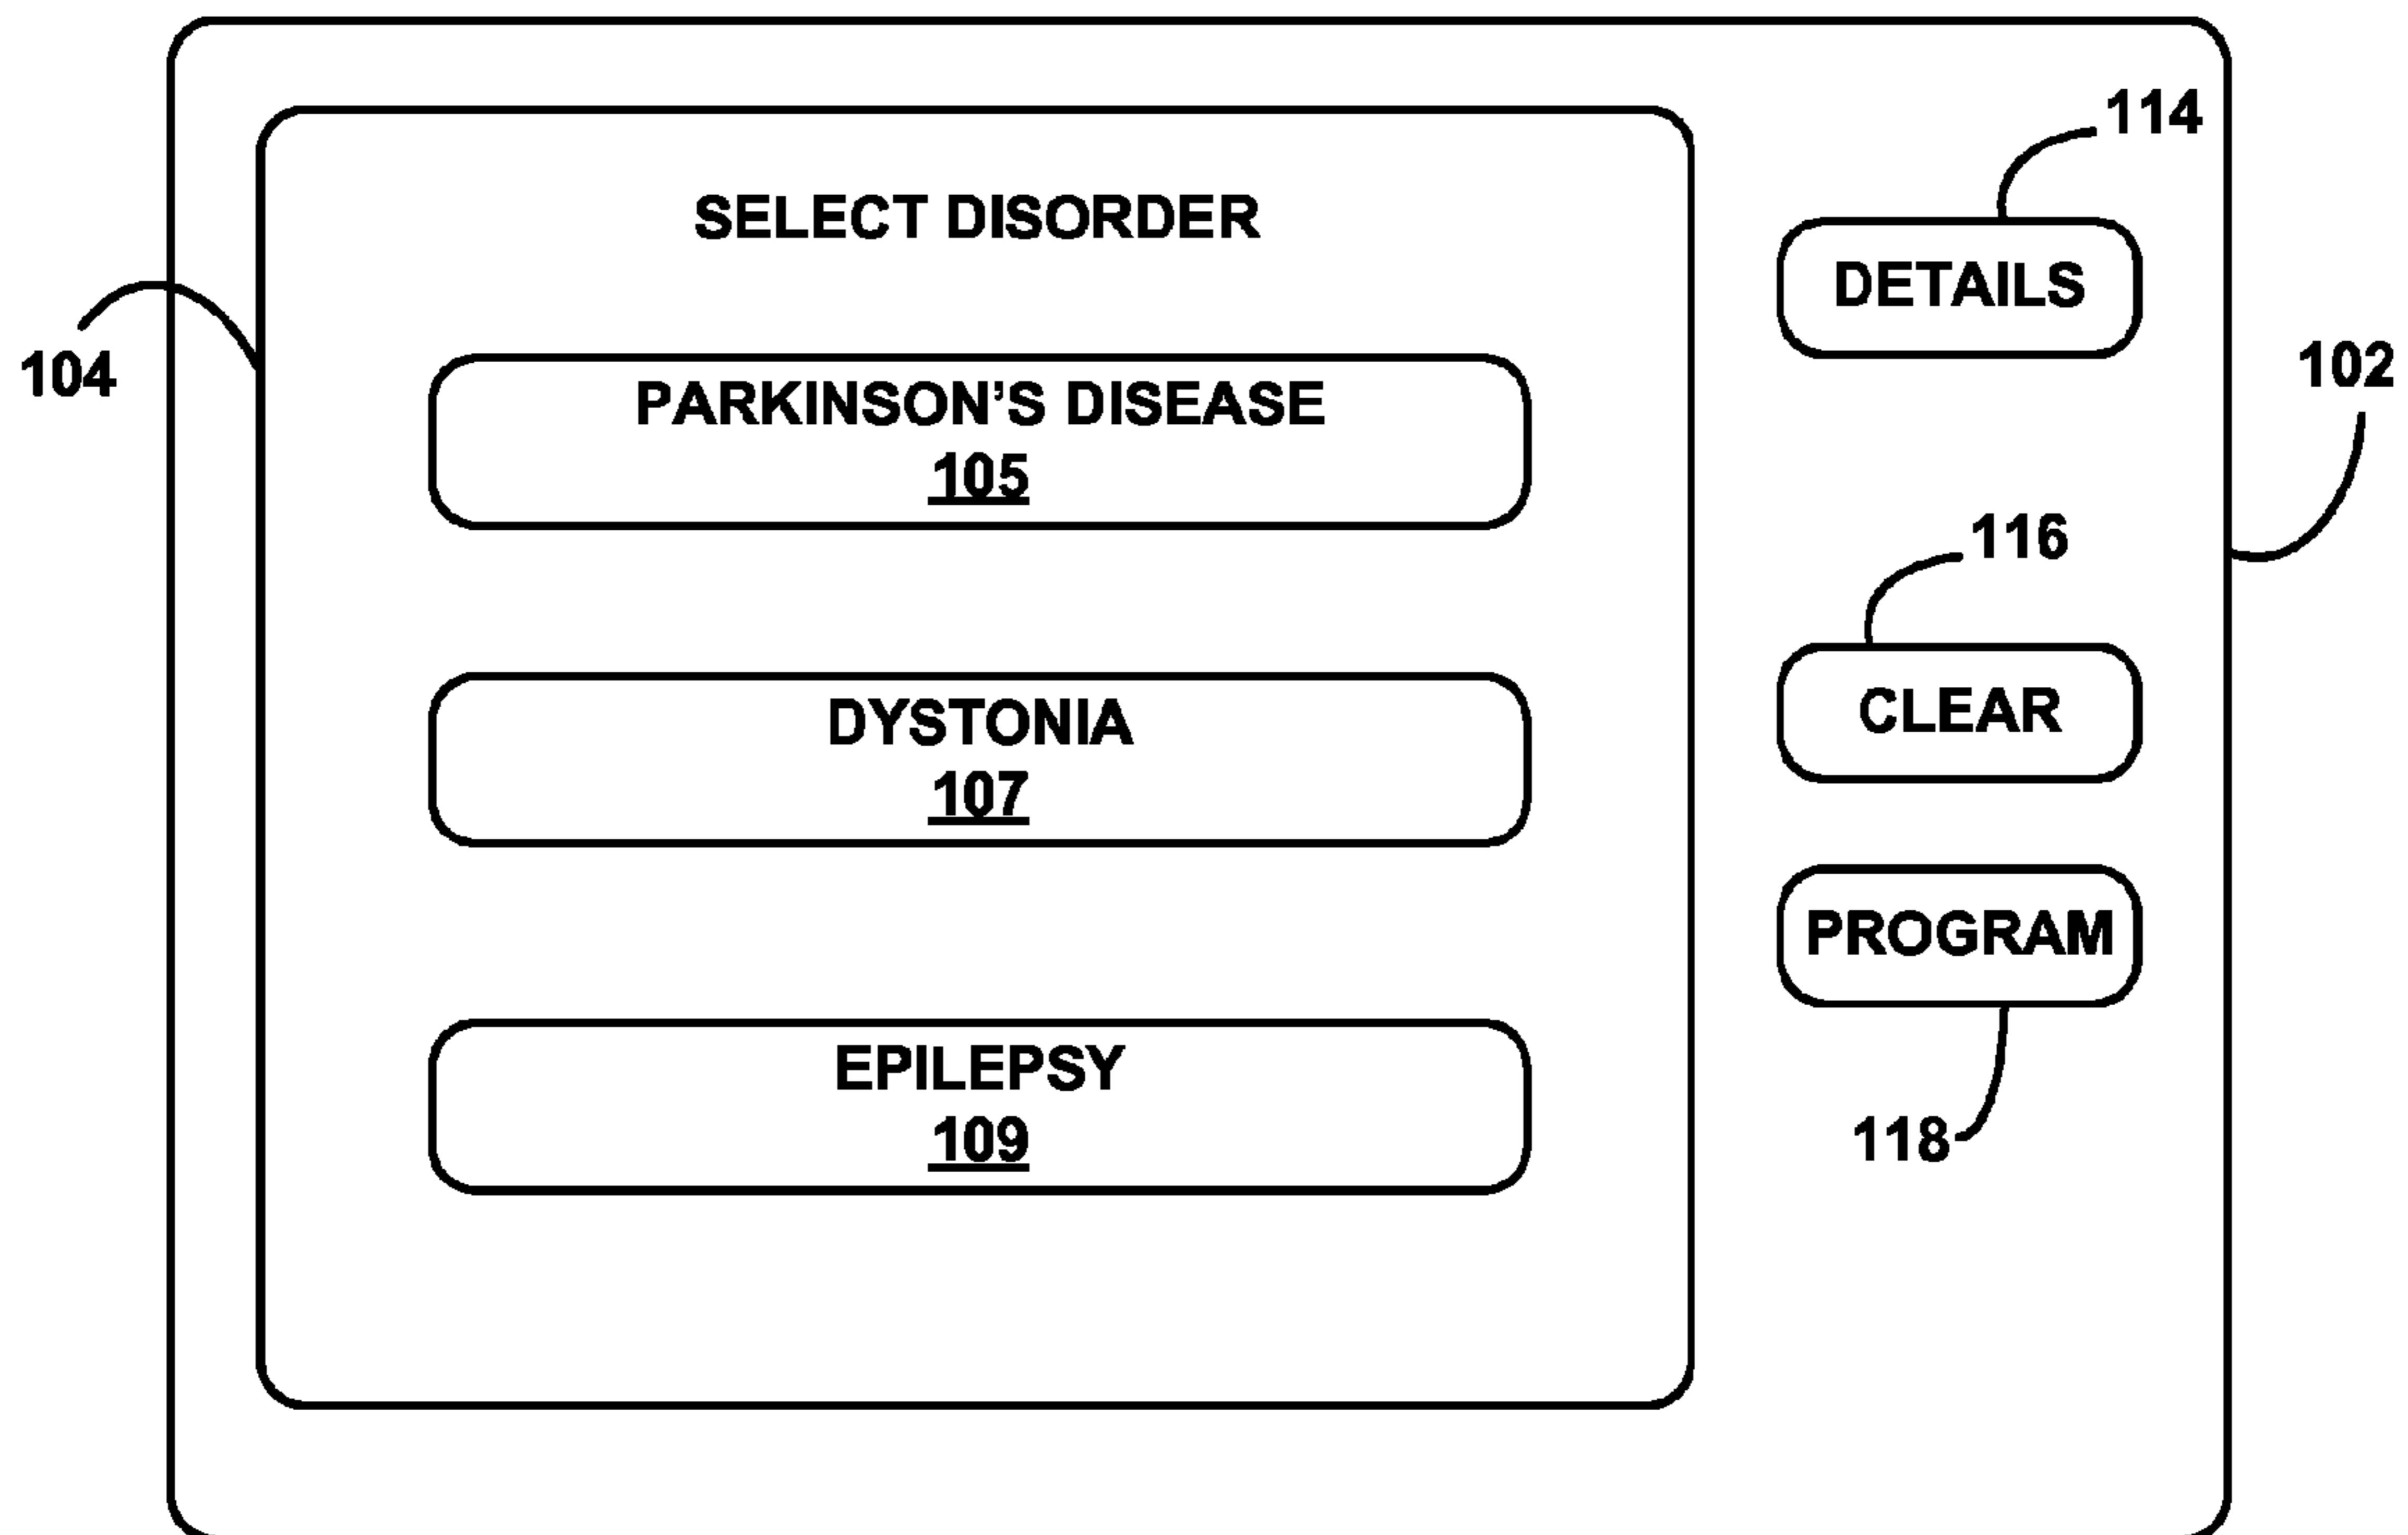 114
SELECT DISORDER
DETAILS
104
102
PARKINSON'S DISEASE
105
116
DYSTONIA
107
CLEAR
PROGRAM
EPILEPSY
109
118